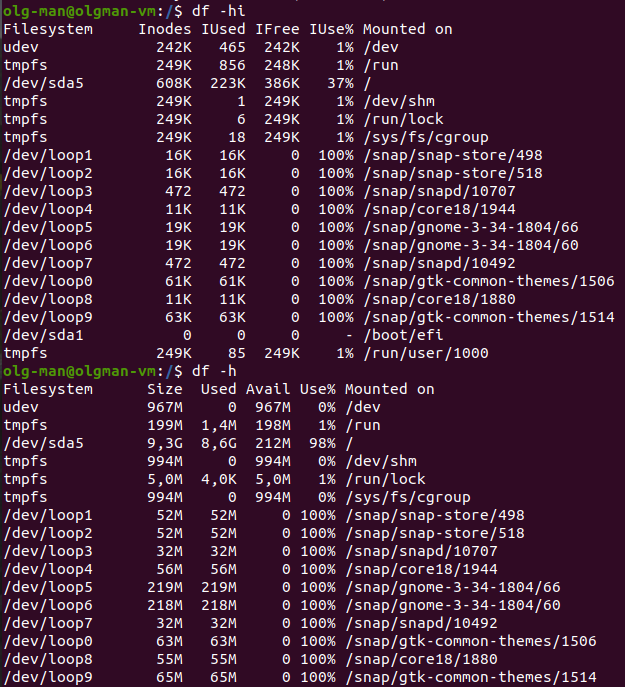 olg-man@olgman-vm:/$ df -hi
Filesystem     Inodes IUsed IFree IUse% Mounted on
udev             242K   465  242K    1% /dev
tmpfs            249K   856  248K    1% /run
/dev/sda5        608K  223K  386K   37% /
tmpfs            249K     1  249K    1% /dev/shm
tmpfs            249K     6  249K    1% /run/lock
tmpfs            249K    18  249K    1% /sys/fs/cgroup
/dev/loop1        16K   16K     0  100% /snap/snap-store/498
/dev/loop2        16K   16K     0  100% /snap/snap-store/518
/dev/loop3        472   472     0  100% /snap/snapd/10707
/dev/loop4        11K   11K     0  100% /snap/core18/1944
/dev/loop5        19K   19K     0  100% /snap/gnome-3-34-1804/66
/dev/loop6        19K   19K     0  100% /snap/gnome-3-34-1804/60
/dev/loop7        472   472     0  100% /snap/snapd/10492
/dev/loop0        61K   61K     0  100% /snap/gtk-common-themes/1506
/dev/loop8        11K   11K     0  100% /snap/core18/1880
/dev/loop9        63K   63K     0  100% /snap/gtk-common-themes/1514
/dev/sda1           0     0     0     - /boot/efi
tmpfs            249K    85  249K    1% /run/user/1000
olg-man@olgman-vm:/$ df -h
Filesystem      Size  Used Avail Use% Mounted on
udev            967M     0  967M   0% /dev
tmpfs           199M  1,4M  198M   1% /run
/dev/sda5       9,3G  8,6G  212M  98% /
tmpfs           994M     0  994M   0% /dev/shm
tmpfs           5,0M  4,0K  5,0M   1% /run/lock
tmpfs           994M     0  994M   0% /sys/fs/cgroup
/dev/loop1       52M   52M     0 100% /snap/snap-store/498
/dev/loop2       52M   52M     0 100% /snap/snap-store/518
/dev/loop3       32M   32M     0 100% /snap/snapd/10707
/dev/loop4       56M   56M     0 100% /snap/core18/1944
/dev/loop5      219M  219M     0 100% /snap/gnome-3-34-1804/66
/dev/loop6      218M  218M     0 100% /snap/gnome-3-34-1804/60
/dev/loop7       32M   32M     0 100% /snap/snapd/10492
/dev/loop0       63M   63M     0 100% /snap/gtk-common-themes/1506
/dev/loop8       55M   55M     0 100% /snap/core18/1880
/dev/loop9       65M   65M     0 100% /snap/gtk-common-themes/1514